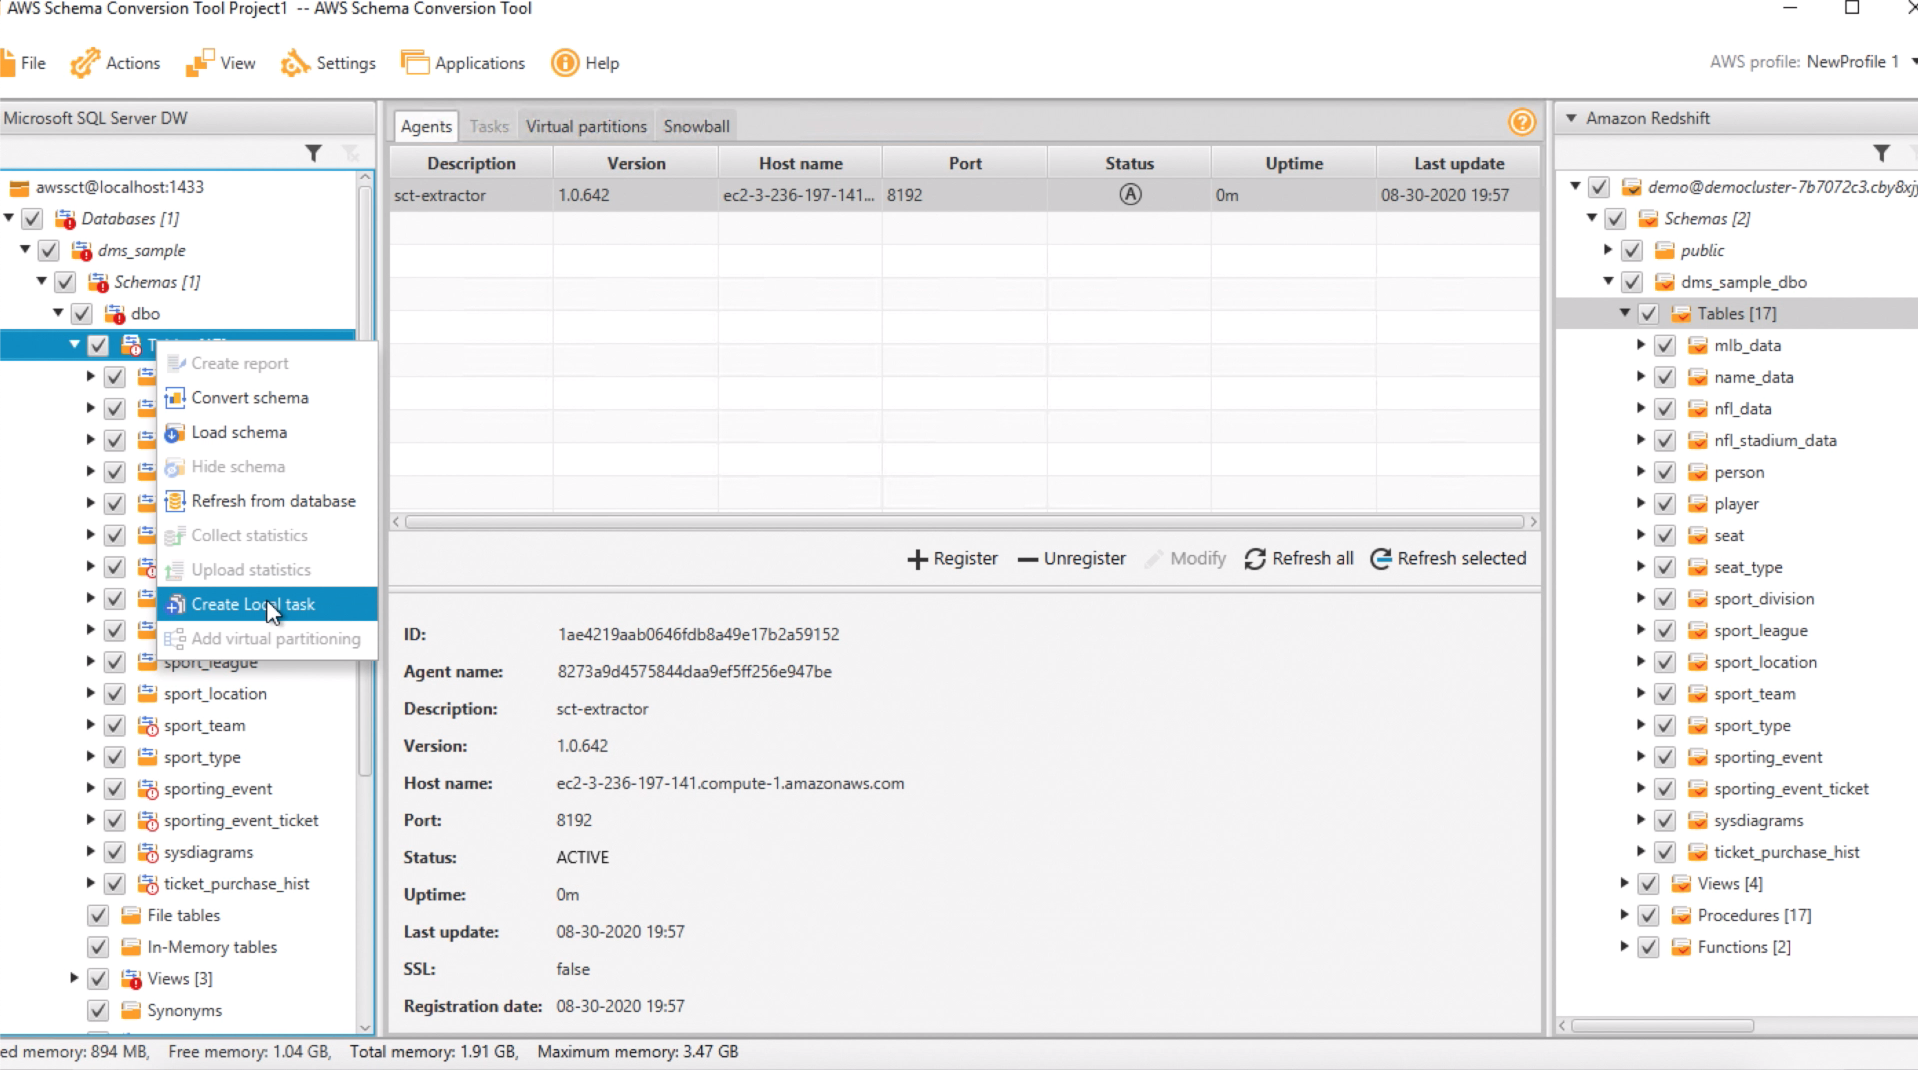 AWS Schema Conversion Tool Project1 -- AWS Schema Conversion Tool
File Actions View Settings Applications Help
AWS profile: NewProfile 1
Microsoft SQL Server DW
awssct@localhost:1433
Databases [1]
dms_sample
Schemas [1]
dbo
Create report
Convert schema
Load schema
Hide schema
Refresh from database
Collect statistics
Upload statistics
Create Local task
Add virtual partitioning
sport_league
sport_location
sport_team
sport_type
sporting_event
sporting_event_ticket
sysdiagrams
ticket_purchase_hist
File tables
In-Memory tables
Views [3]
Synonyms
Agents Tasks Virtual partitions Snowball
Description Version Host name Port Status Uptime Last update
sct-extractor 1.0.642 ec2-3-236-197-141... 8192 A 0m 08-30-2020 19:57
Register Unregister Modify Refresh all Refresh selected
ID: 1ae4219aab0646fdb8a49e17b2a59152
Agent name: 8273a9d4575844daa9ef5ff256e947be
Description: sct-extractor
Version: 1.0.642
Host name: ec2-3-236-197-141.compute-1.amazonaws.com
Port: 8192
Status: ACTIVE
Uptime: 0m
Last update: 08-30-2020 19:57
SSL: false
Registration date: 08-30-2020 19:57
Amazon Redshift
demo@democluster-7b7072c3.cby8xjj
Schemas [2]
public
dms_sample_dbo
Tables [17]
mlb_data
name_data
nfl_data
nfl_stadium_data
person
player
seat
seat_type
sport_division
sport_league
sport_location
sport_team
sport_type
sporting_event
sporting_event_ticket
sysdiagrams
ticket_purchase_hist
Views [4]
Procedures [17]
Functions [2]
ed memory: 894 MB, Free memory: 1.04 GB, Total memory: 1.91 GB, Maximum memory: 3.47 GB